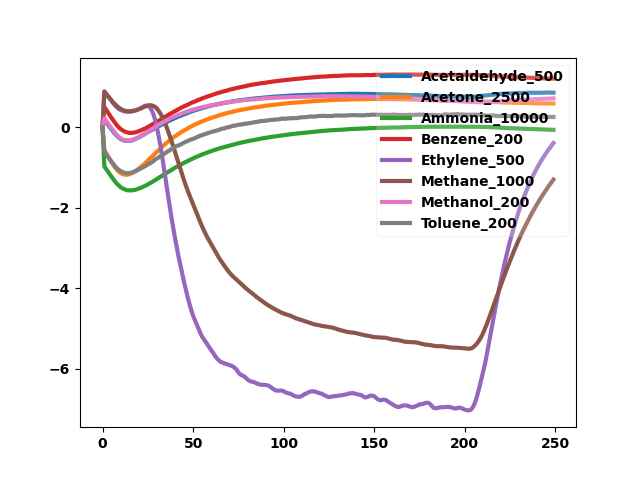 Acetaldehyde_500
Acetone_2500
Ammonia_10000
Benzene_200
Ethylene_500
Methane_1000
Methanol_200
Toluene_200
0
−2
−4
−6
0 50 100 150 200 250